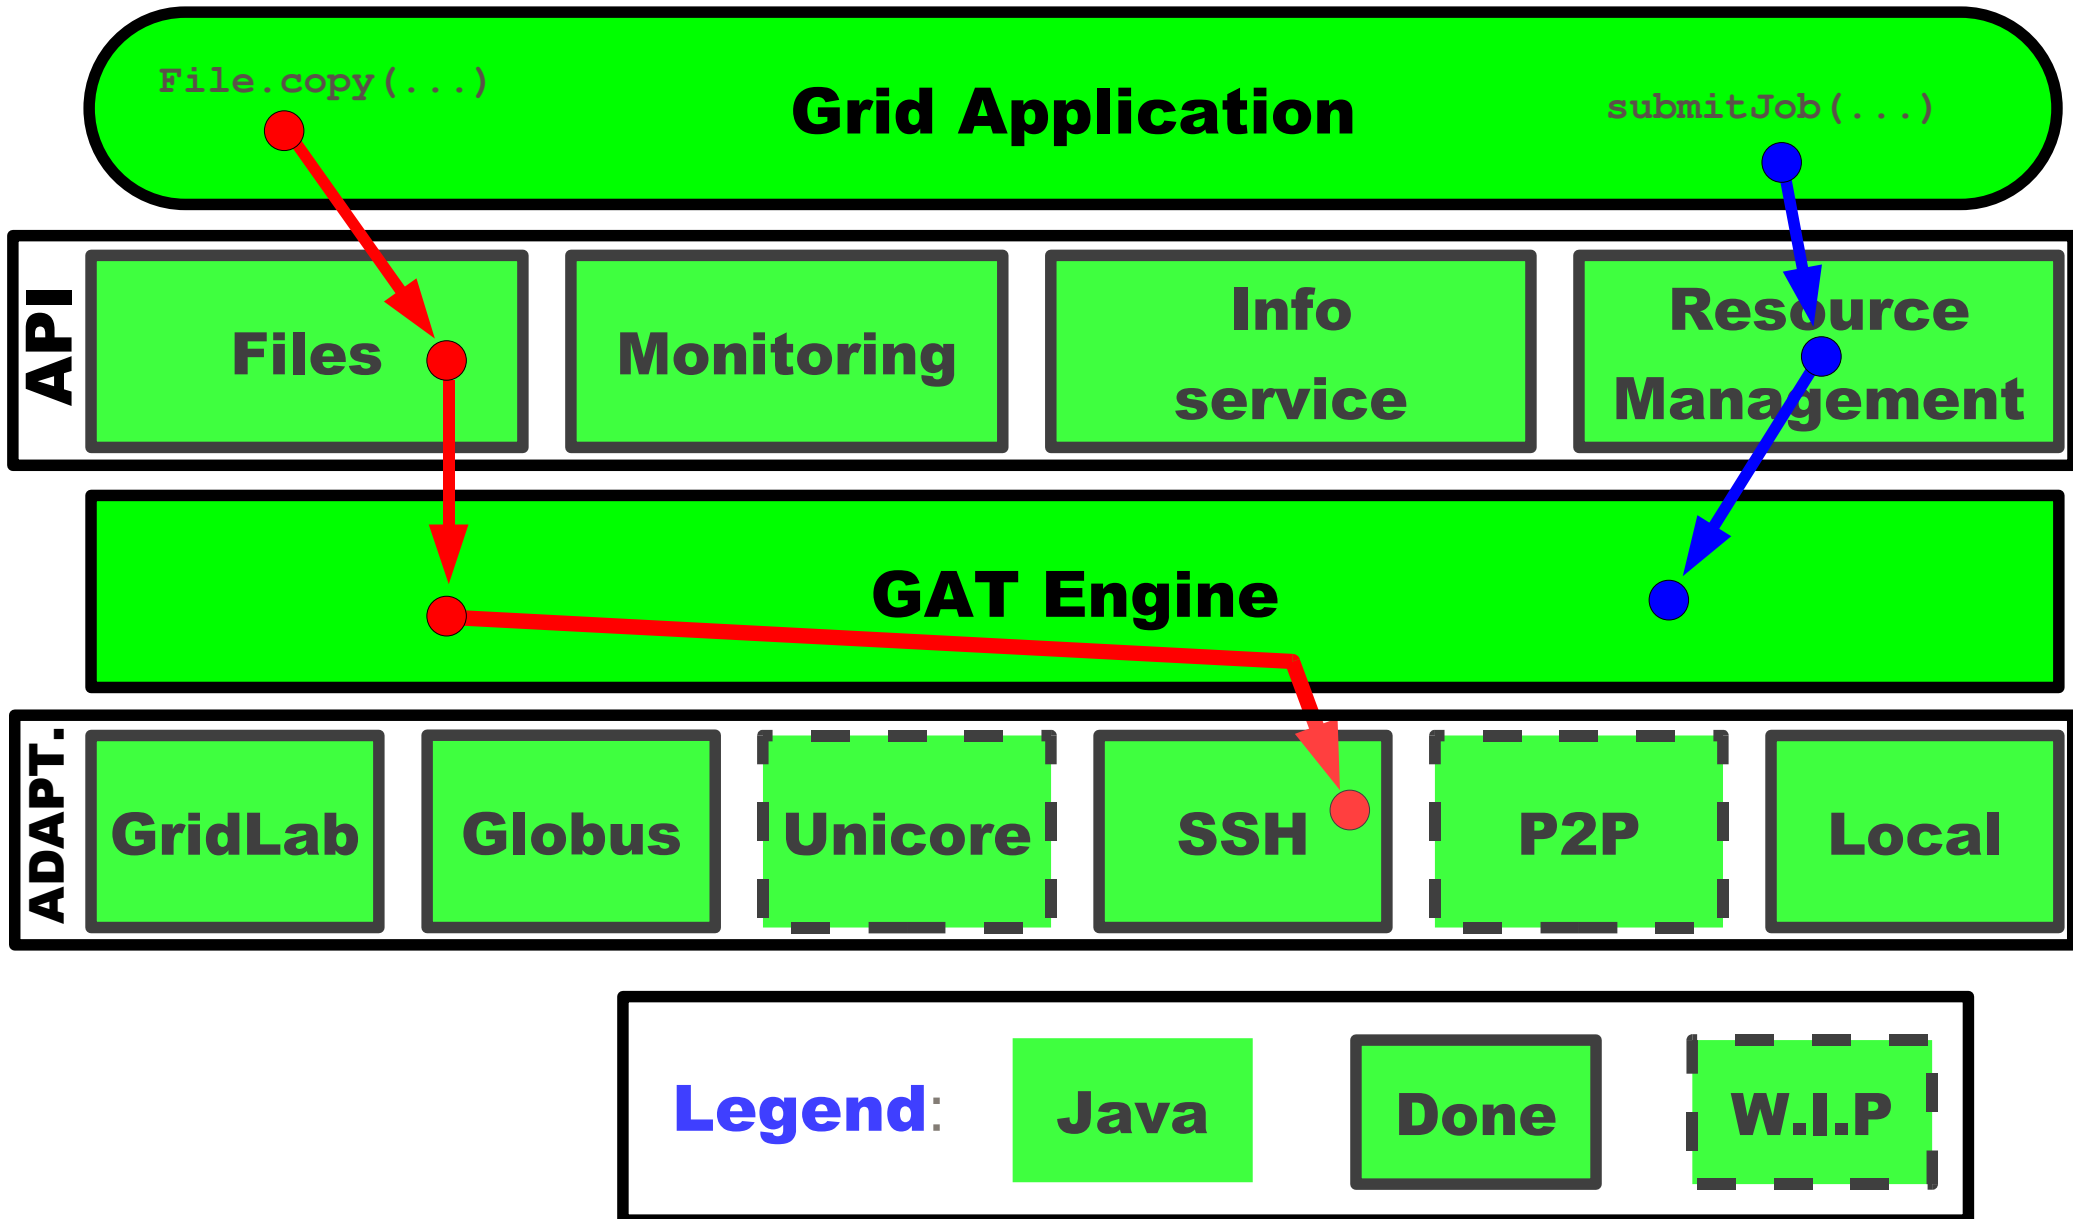 File.copy(...)
Grid Application
submitJob(...)
API
Files
Monitoring
Info
service
Resource
Management
GAT Engine
ADAPT.
GridLab
Globus
Unicore
SSH
P2P
Local
Legend:
Java
Done
W.I.P